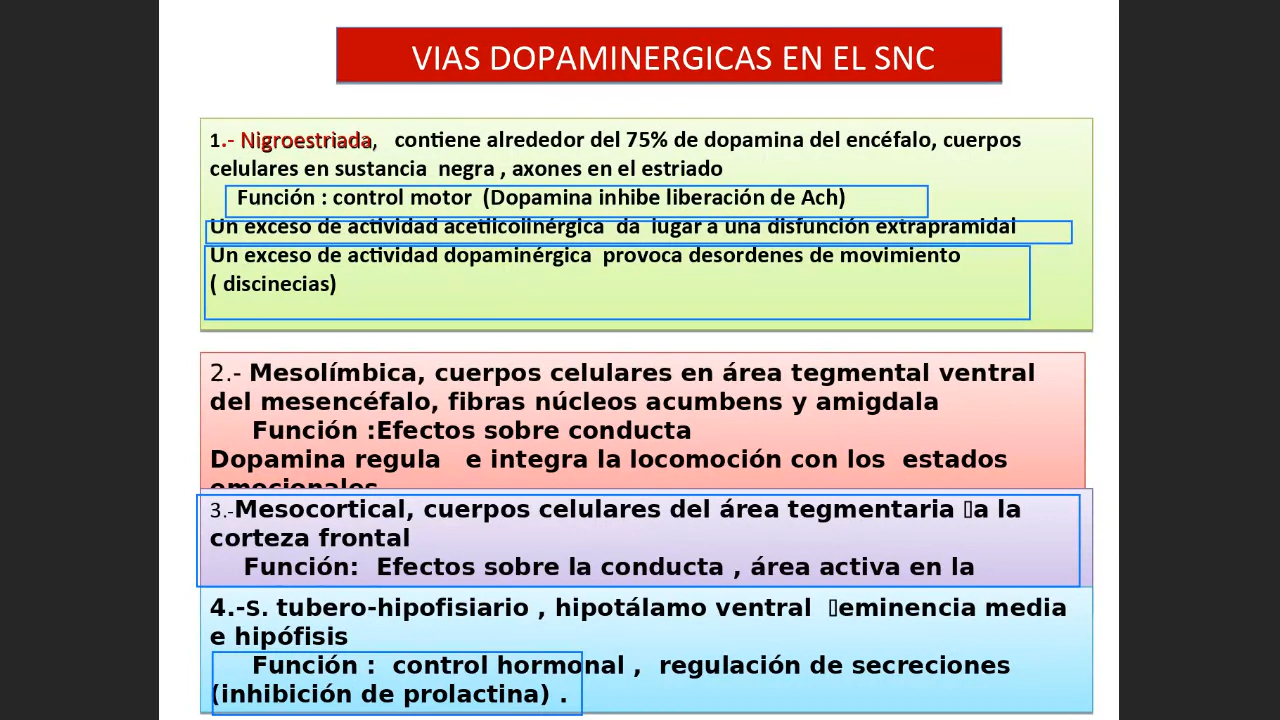 VIAS DOPAMINERGICAS EN EL SNC
1.- Nigroestriada, contiene alrededor del 75% de dopamina del encéfalo, cuerpos
celulares en sustancia negra , axones en el estriado
Función : control motor (Dopamina inhibe liberación de Ach)
Un exceso de actividad acetilcolinérgica da lugar a una disfunción extrapramidal
Un exceso de actividad dopaminérgica provoca desordenes de movimiento
( discinecias)
2.- Mesolímbica, cuerpos celulares en área tegmental ventral
del mesencéfalo, fibras núcleos acumbens y amigdala
Función :Efectos sobre conducta
Dopamina regula e integra la locomoción con los estados
emocionales
3.-Mesocortical, cuerpos celulares del área tegmentaria a la
corteza frontal
Función: Efectos sobre la conducta , área activa en la
4.-S. tubero-hipofisiario , hipotálamo ventral eminencia media
e hipófisis
Función : control hormonal , regulación de secreciones
(inhibición de prolactina) .